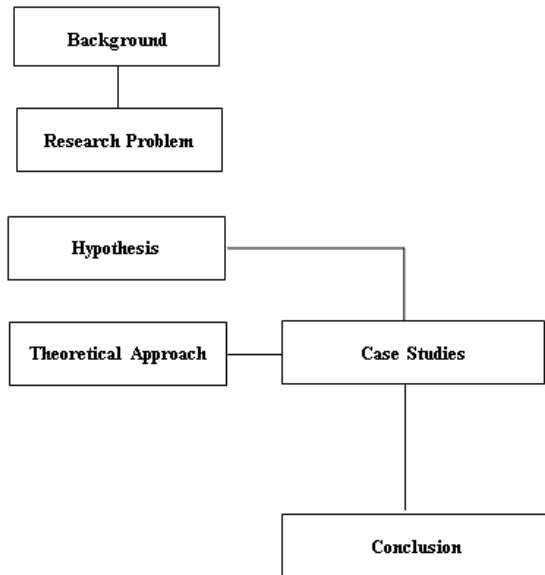 Background
Research Problem
Hypothesis
Theoretical Approach
Case Studies
Conclusion